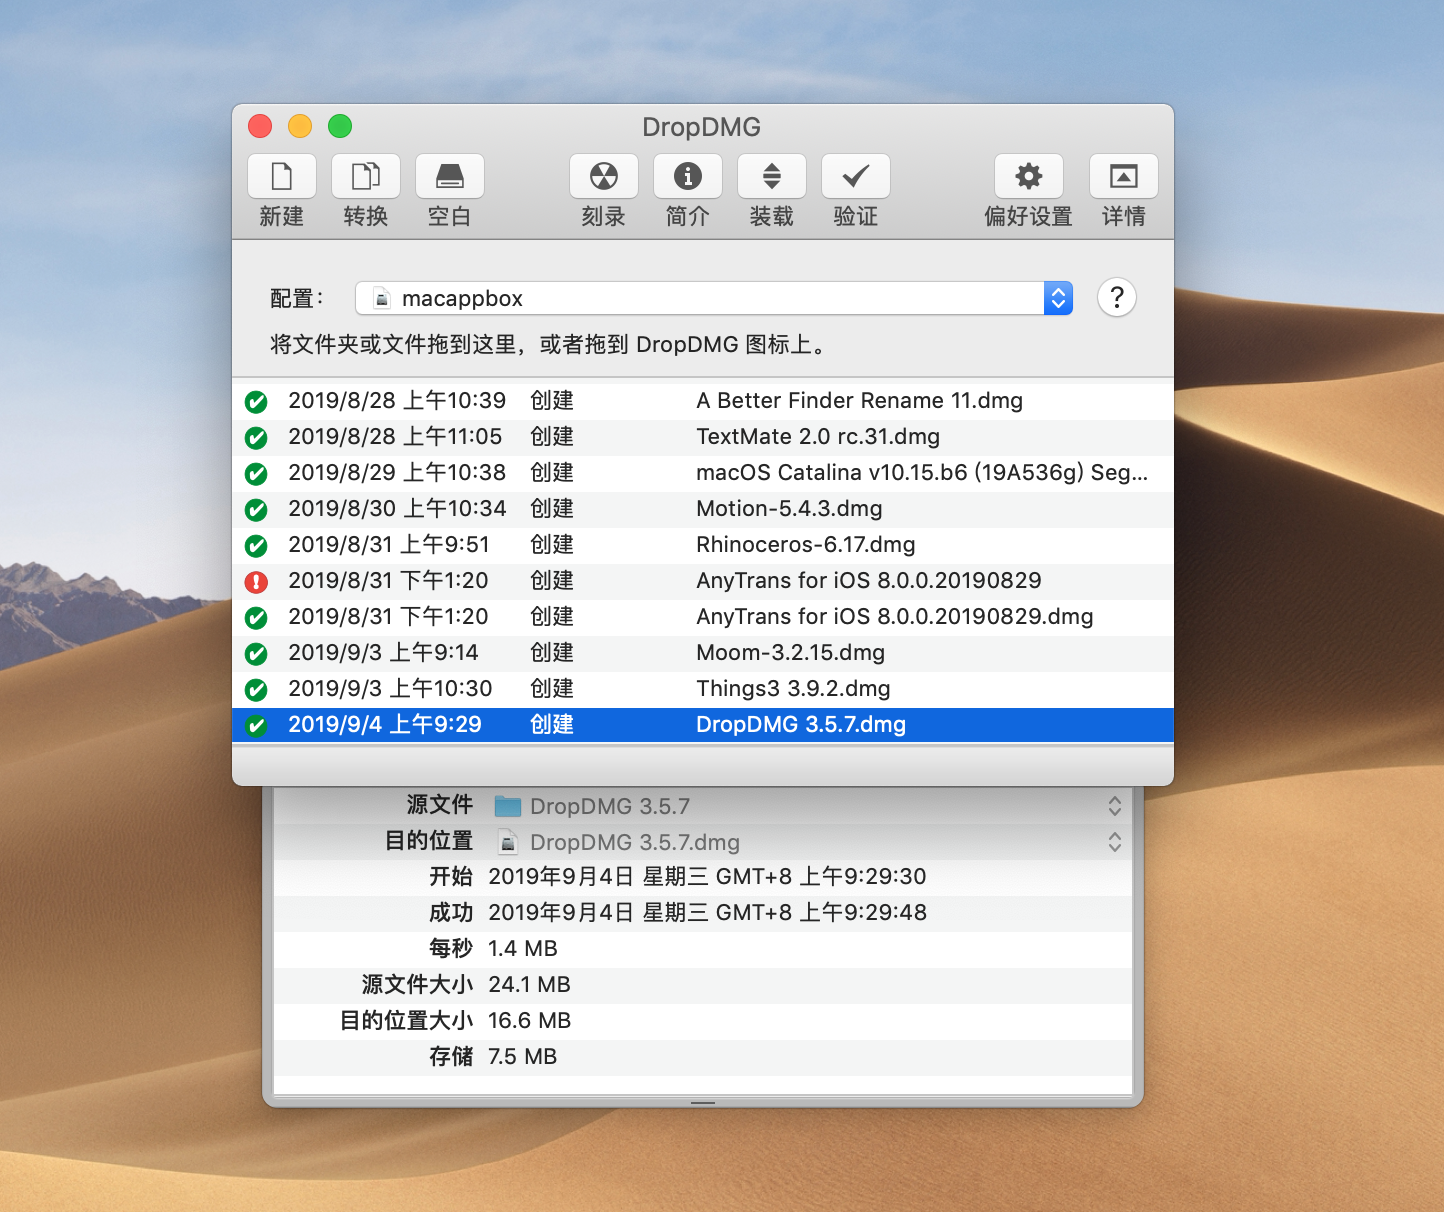 DropDMG
新建 转换 空白 刻录 简介 装载 验证 偏好设置 详情
配置： macappbox ?
将文件夹或文件拖到这里，或者拖到 DropDMG 图标上。
2019/8/28 上午10:39 创建 A Better Finder Rename 11.dmg
2019/8/28 上午11:05 创建 TextMate 2.0 rc.31.dmg
2019/8/29 上午10:38 创建 macOS Catalina v10.15.b6 (19A536g) Seg...
2019/8/30 上午10:34 创建 Motion-5.4.3.dmg
2019/8/31 上午9:51 创建 Rhinoceros-6.17.dmg
2019/8/31 下午1:20 创建 AnyTrans for iOS 8.0.0.20190829
2019/8/31 下午1:20 创建 AnyTrans for iOS 8.0.0.20190829.dmg
2019/9/3 上午9:14 创建 Moom-3.2.15.dmg
2019/9/3 上午10:30 创建 Things3 3.9.2.dmg
2019/9/4 上午9:29 创建 DropDMG 3.5.7.dmg
源文件 DropDMG 3.5.7
目的位置 DropDMG 3.5.7.dmg
开始 2019年9月4日 星期三 GMT+8 上午9:29:30
成功 2019年9月4日 星期三 GMT+8 上午9:29:48
每秒 1.4 MB
源文件大小 24.1 MB
目的位置大小 16.6 MB
存储 7.5 MB